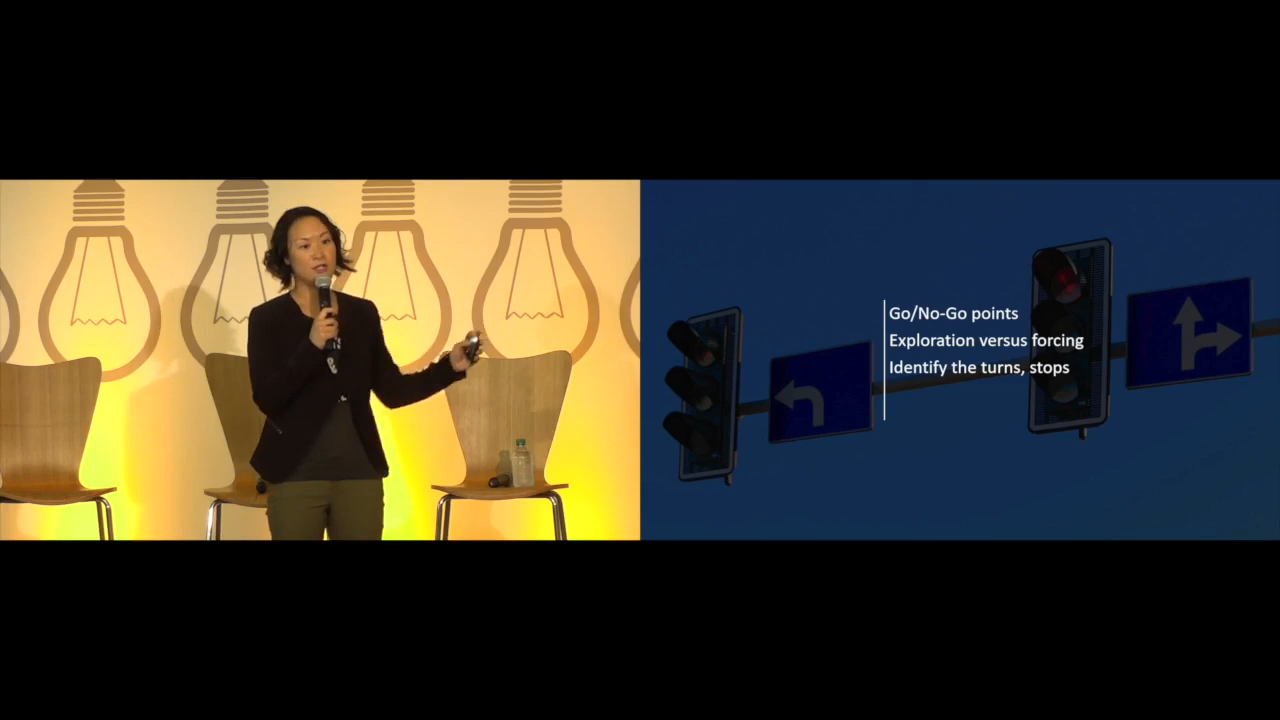 Go/No-Go points
Exploration versus forcing
Identify the turns, stops